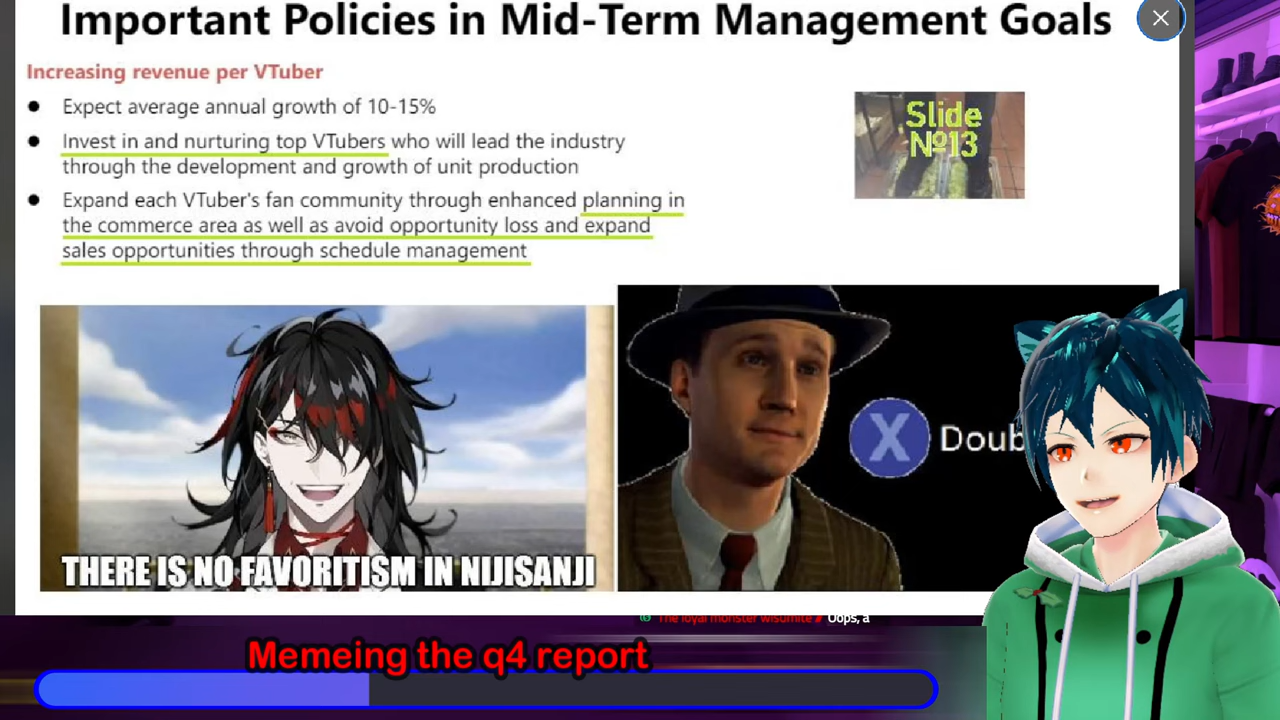 Important Policies in Mid-Term Management Goals
Increasing revenue per VTuber
Expect average annual growth of 10-15%
Invest in and nurturing top VTubers who will lead the industry
through the development and growth of unit production
Expand each VTuber's fan community through enhanced planning in
the commerce area as well as avoid opportunity loss and expand
sales opportunities through schedule management
Slide
№13
THERE IS NO FAVORITISM IN NIJISANJI
X Doub
The loyal monster wisumite Oops, a
Memeing the q4 report